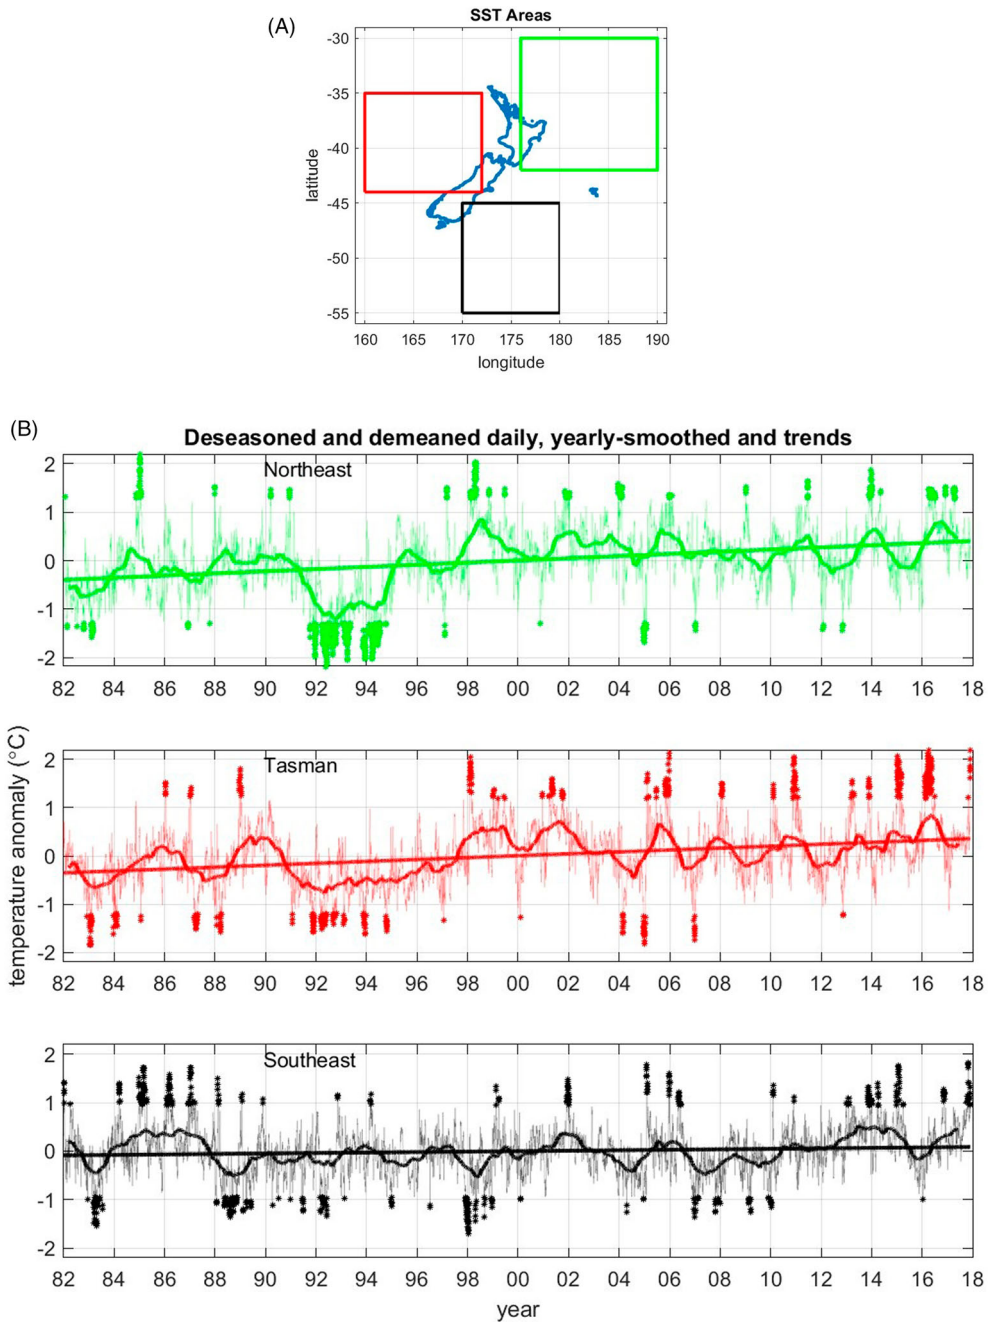 (A)
SST Areas
-30
-35
-40
-45
-50
-55
latitude
160 165 170 175 180 185 190
longitude
(B)
Deseasoned and demeaned daily, yearly-smoothed and trends
temperature anomaly (°C)
Northeast
2
1
0
-1
-2
82 84 86 88 90 92 94 96 98 00 02 04 06 08 10 12 14 16 18
Tasman
2
1
0
-1
-2
82 84 86 88 90 92 94 96 98 00 02 04 06 08 10 12 14 16 18
Southeast
2
1
0
-1
-2
82 84 86 88 90 92 94 96 98 00 02 04 06 08 10 12 14 16 18
year